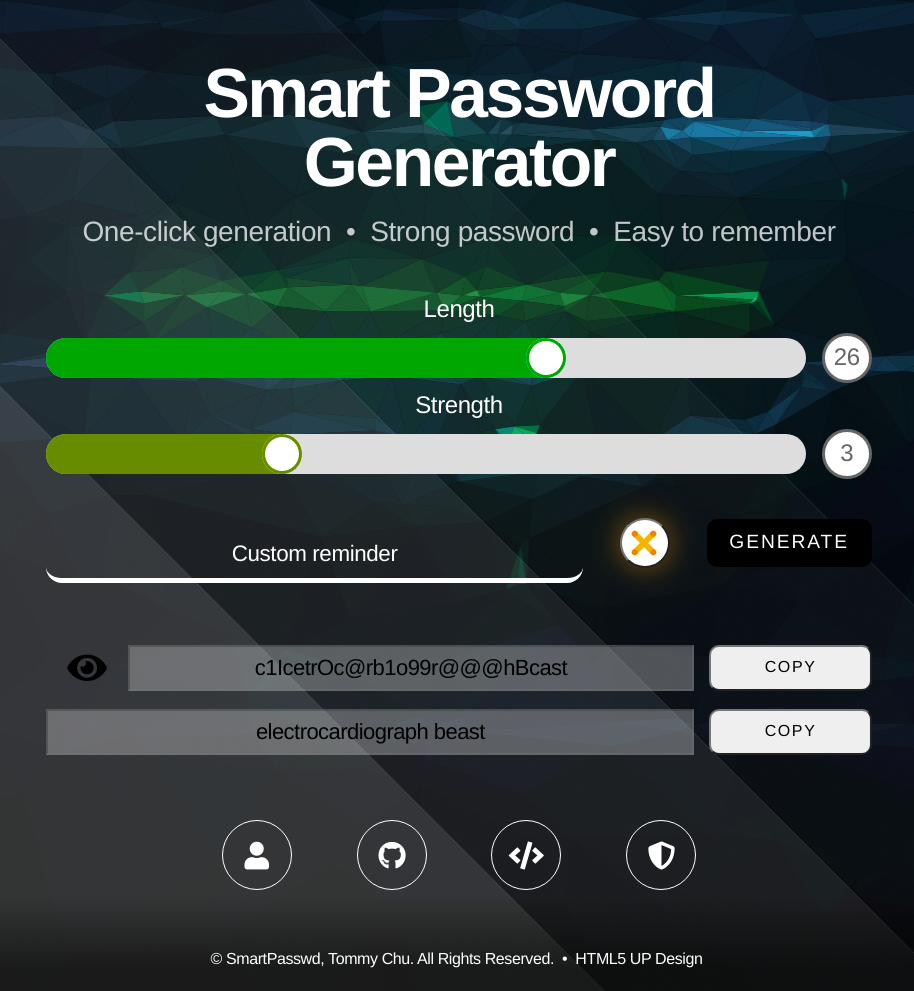 Smart Password
Generator
One-click generation • Strong password • Easy to remember
Length
26
Strength
3
Custom reminder
GENERATE
c1IcetrOc@rb1o99r@@@hBcast
COPY
electrocardiograph beast
COPY
© SmartPasswd, Tommy Chu. All Rights Reserved. • HTML5 UP Design